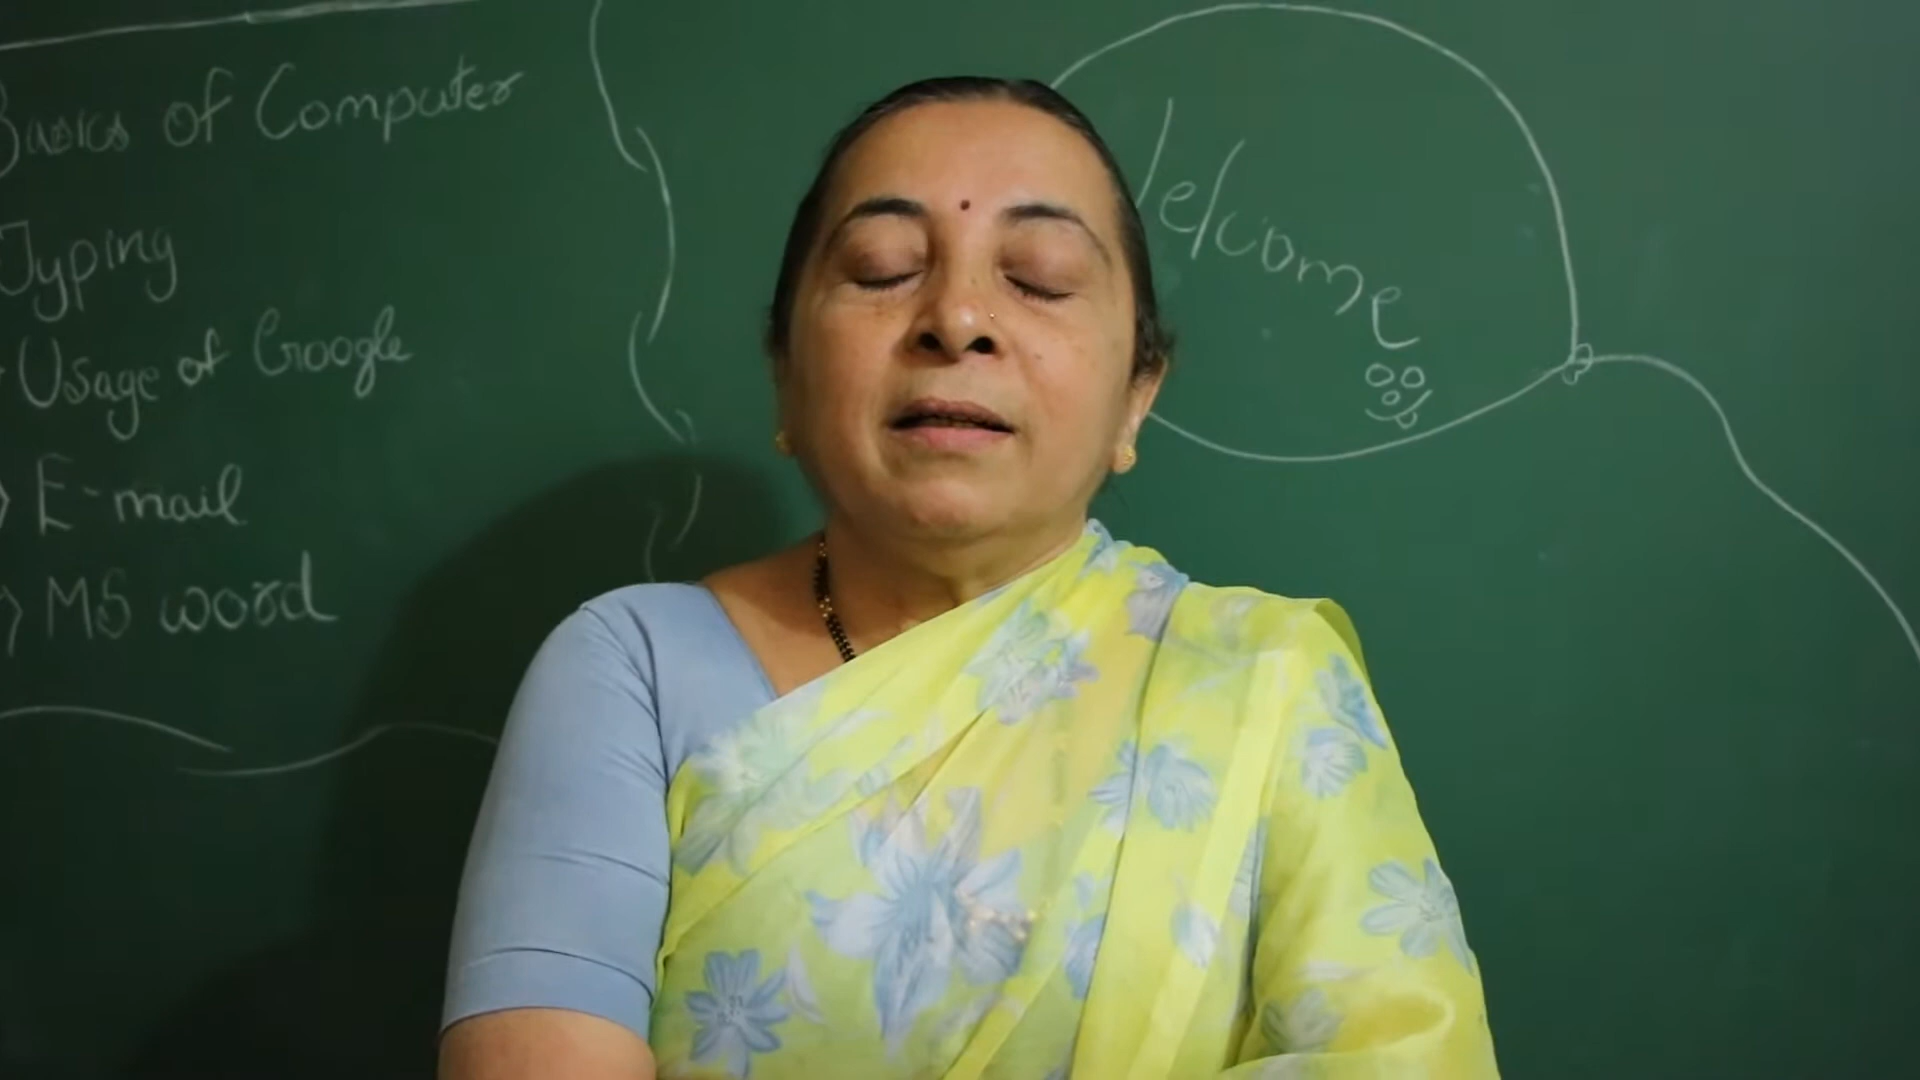 Basics of Computer
Typing
Usage of Google
E-mail
MS word
Welcome